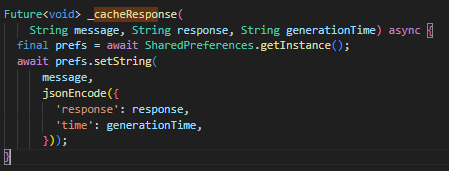 Future<void> _cacheResponse(
    String message, String response, String generationTime) async {
  final prefs = await SharedPreferences.getInstance();
  await prefs.setString(
      message,
      jsonEncode({
        'response': response,
        'time': generationTime,
      }));
}